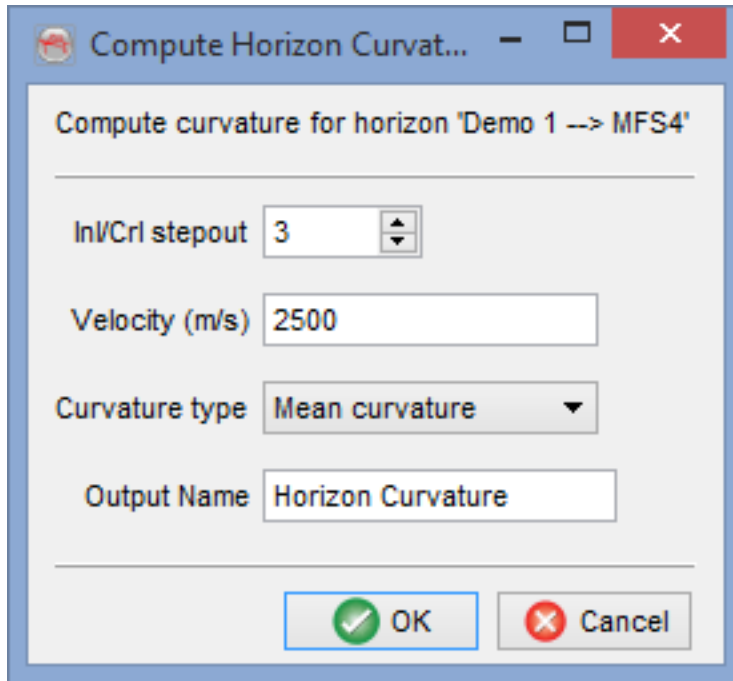 Compute Horizon Curvat...
Compute curvature for horizon 'Demo 1 --> MFS4'
Inl/Crl stepout 3
Velocity (m/s) 2500
Curvature type Mean curvature
Output Name Horizon Curvature
OK Cancel